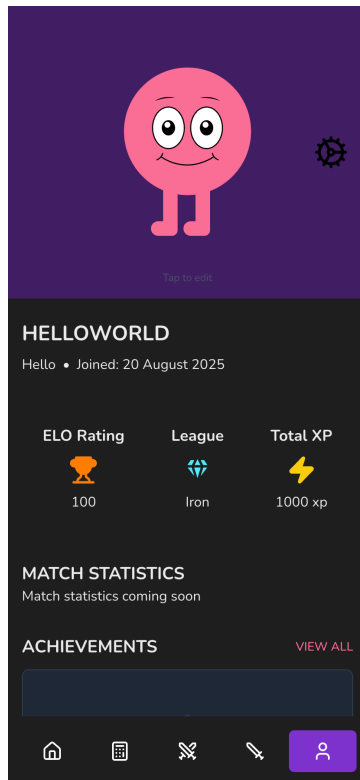 Tap to edit
HELLOWORLD
Hello • Joined: 20 August 2025
ELO Rating League Total XP
100 Iron 1000 xp
MATCH STATISTICS
Match statistics coming soon
ACHIEVEMENTS VIEW ALL